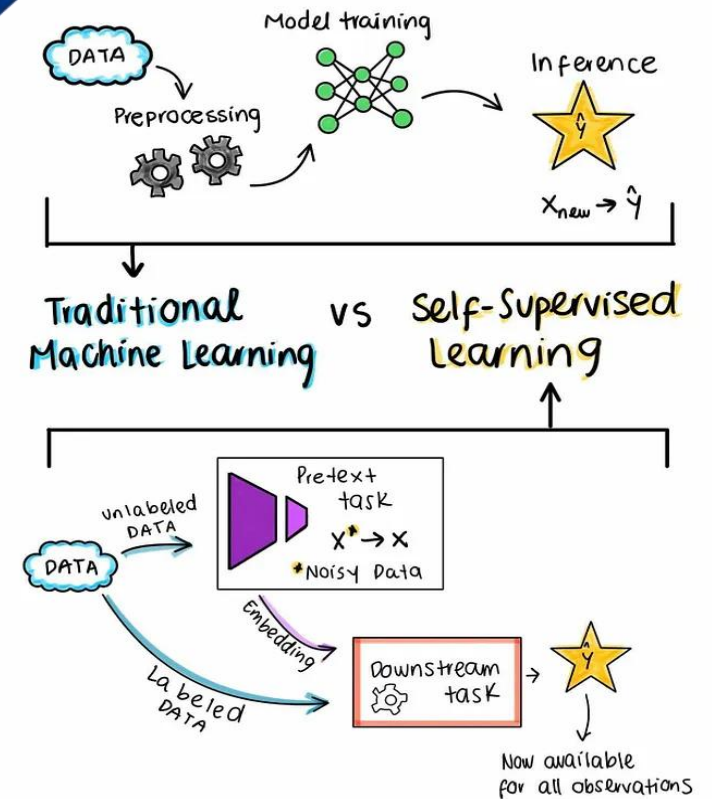 Model training
DATA
Inference
Preprocessing
ŷ
Xnew → ŷ
Traditional
Machine Learning
vs
Self-Supervised
Learning
Pretext
task
X* → X
*Noisy Data
unlabeled
DATA
DATA
Embedding
Labeled
DATA
Downstream
task
ŷ
Now available
for all observations